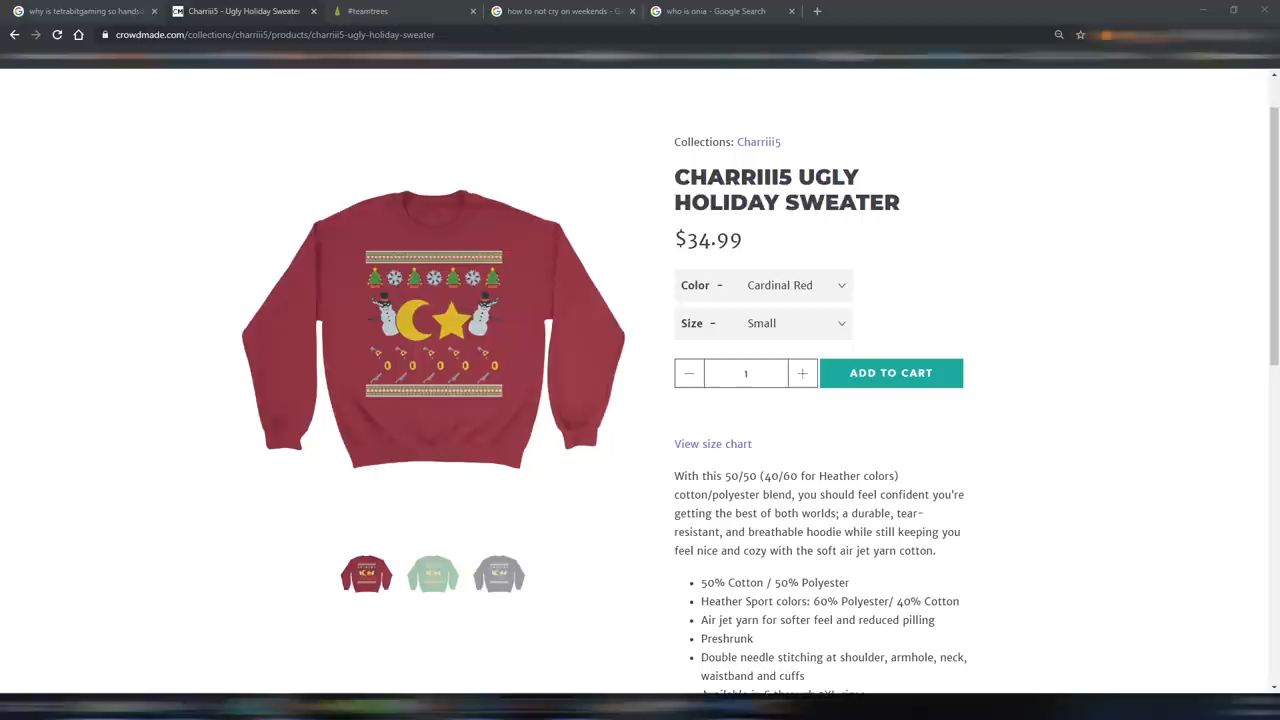 why is tetrabitgaming so hands
Charriii5 - Ugly Holiday Sweater
#teamtrees
how to not cry on weekends - G
who is onia - Google Search
crowdmade.com/collections/charriii5/products/charriii5-ugly-holiday-sweater
Collections: Charriii5
CHARRIII5 UGLY
HOLIDAY SWEATER
$34.99
Color - Cardinal Red
Size - Small
1
ADD TO CART
View size chart
With this 50/50 (40/60 for Heather colors)
cotton/polyester blend, you should feel confident you're
getting the best of both worlds; a durable, tear-
resistant, and breathable hoodie while still keeping you
feel nice and cozy with the soft air jet yarn cotton.
50% Cotton / 50% Polyester
Heather Sport colors: 60% Polyester/ 40% Cotton
Air jet yarn for softer feel and reduced pilling
Preshrunk
Double needle stitching at shoulder, armhole, neck,
waistband and cuffs